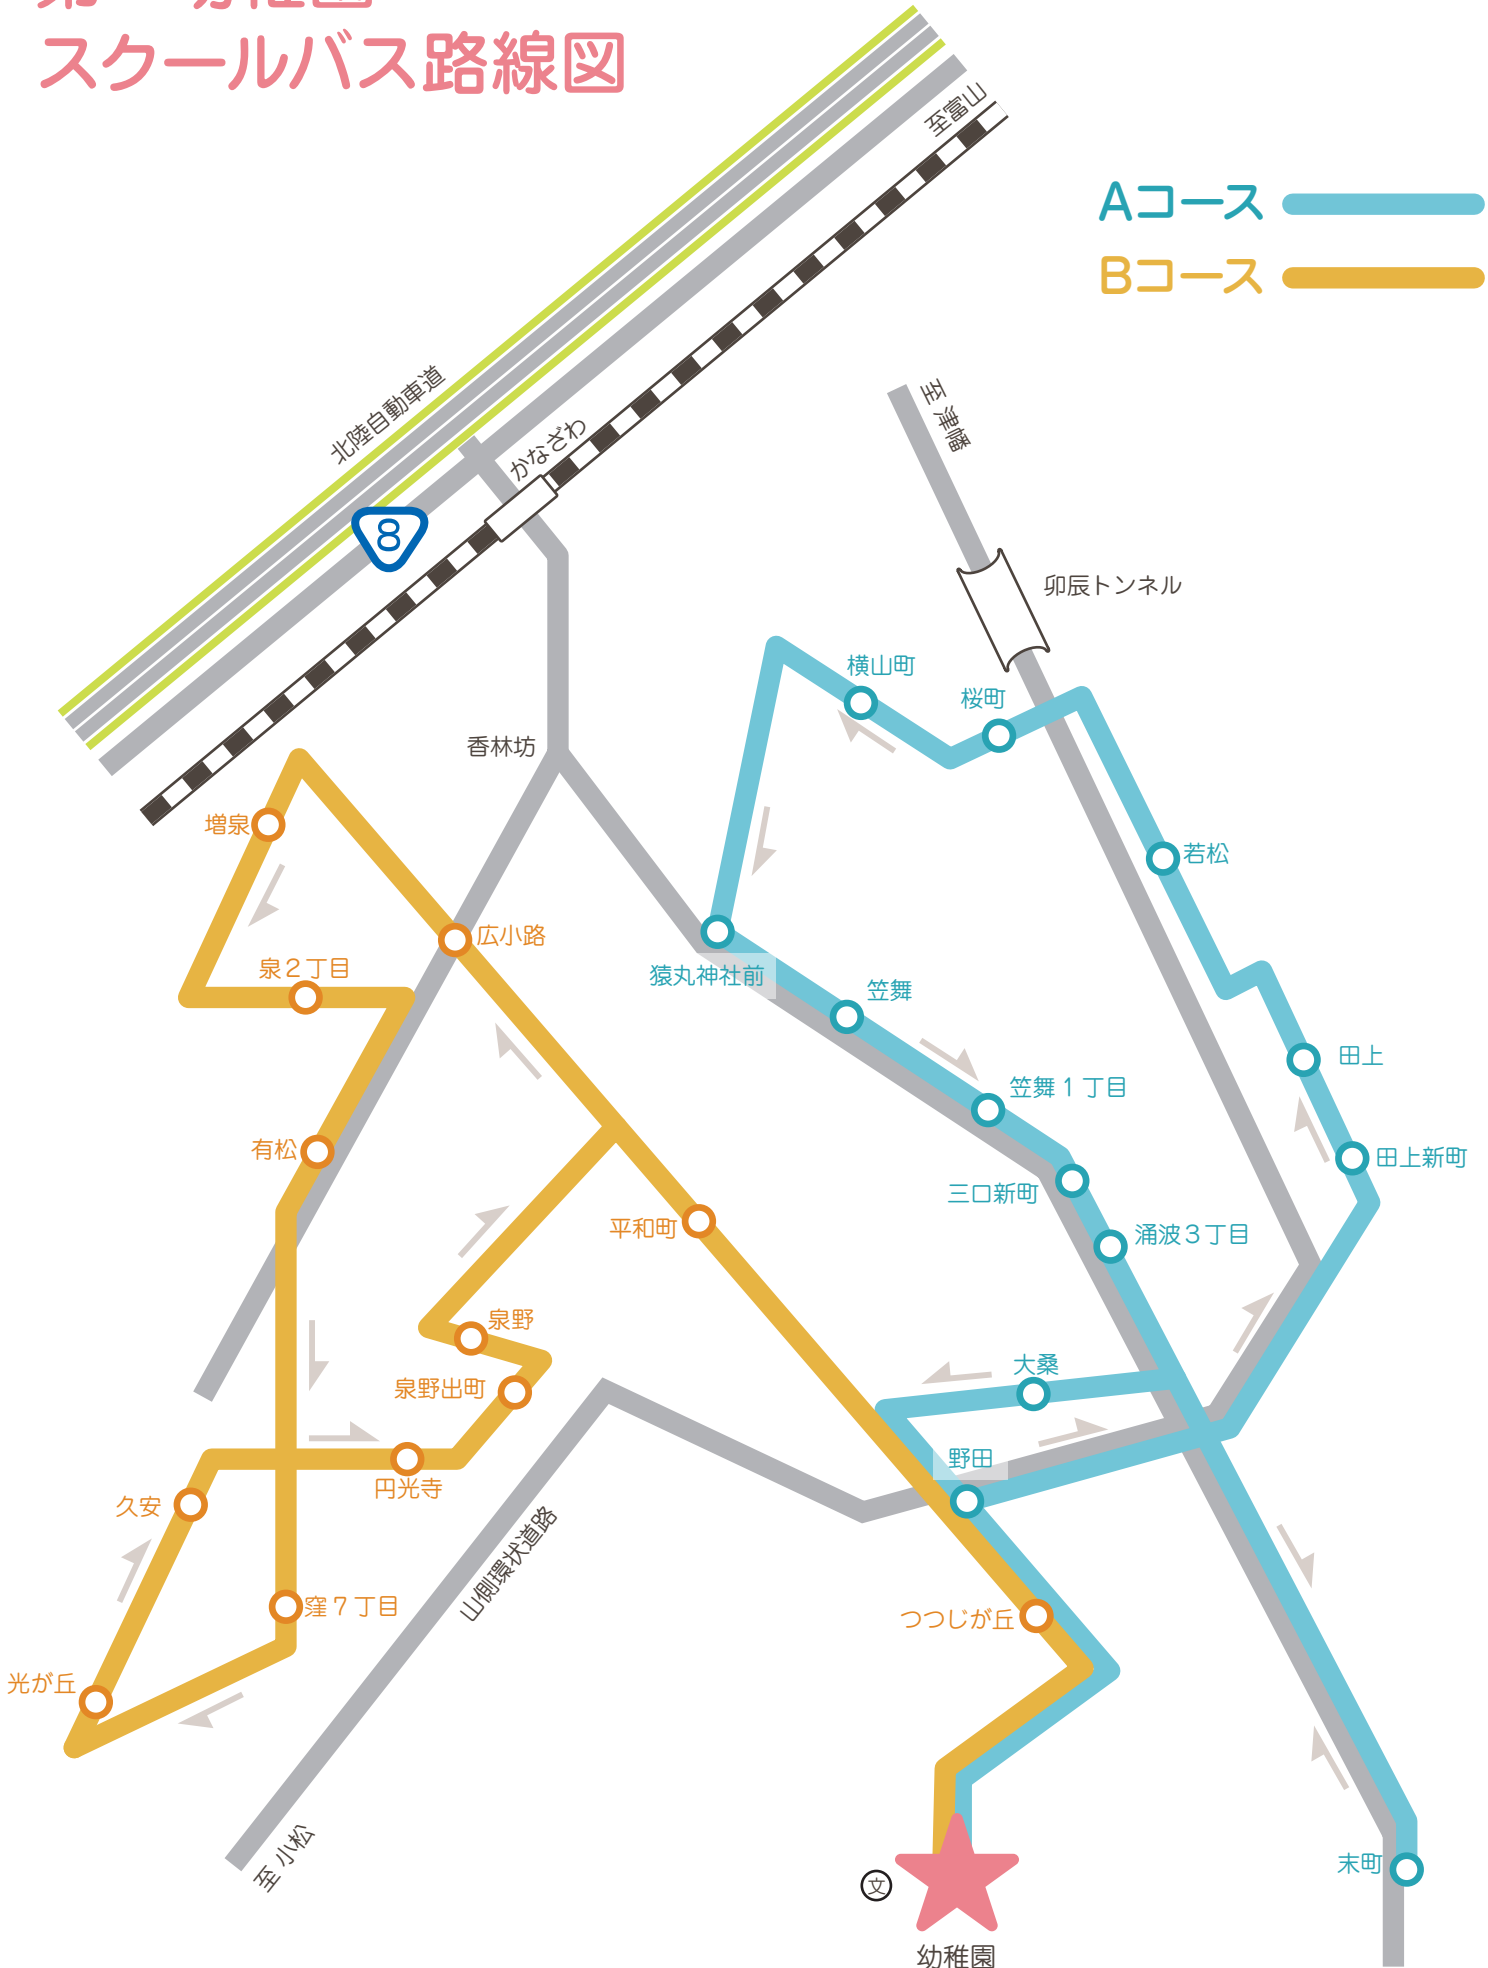 スクールバス路線図
至富山
Aコース
Bコース
北陸自動車道
かなざわ
8
至 津幡
卯辰トンネル
横山町
桜町
香林坊
増泉
若松
広小路
泉２丁目
猿丸神社前
笠舞
田上
笠舞１丁目
有松
田上新町
三口新町
平和町
涌波３丁目
泉野
大桑
泉野出町
野田
円光寺
久安
山側環状道路
窪７丁目
つつじが丘
光が丘
至 小松
末町
文
幼稚園